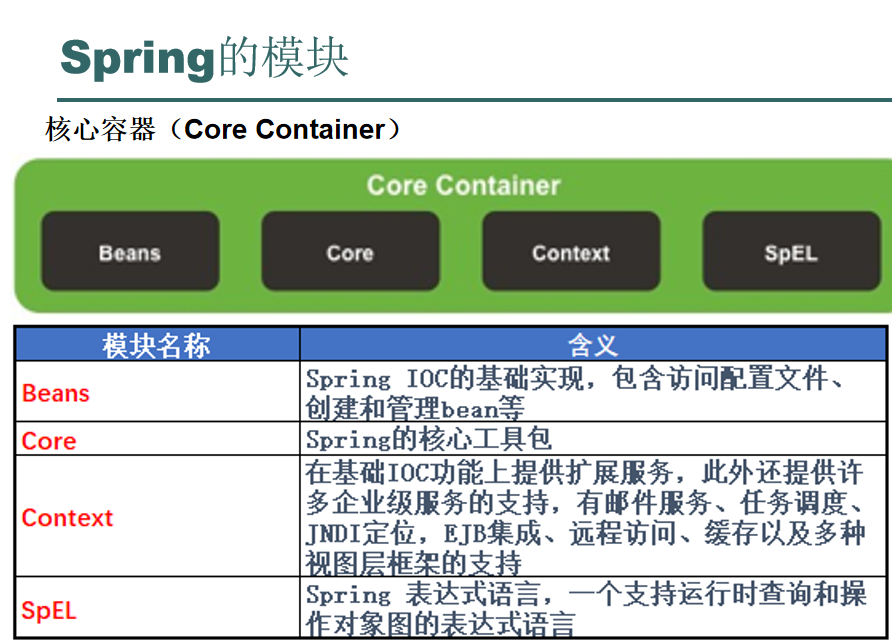 Spring的模块
核心容器（Core Container）
Core Container
Beans
Core
Context
SpEL
模块名称
含义
Beans
Spring IOC的基础实现，包含访问配置文件、
创建和管理bean等
Core
Spring的核心工具包
Context
在基础IOC功能上提供扩展服务，此外还提供许
多企业级服务的支持，有邮件服务、任务调度、
JNDI定位，EJB集成、远程访问、缓存以及多种
视图层框架的支持
SpEL
Spring 表达式语言，一个支持运行时查询和操
作对象图的表达式语言